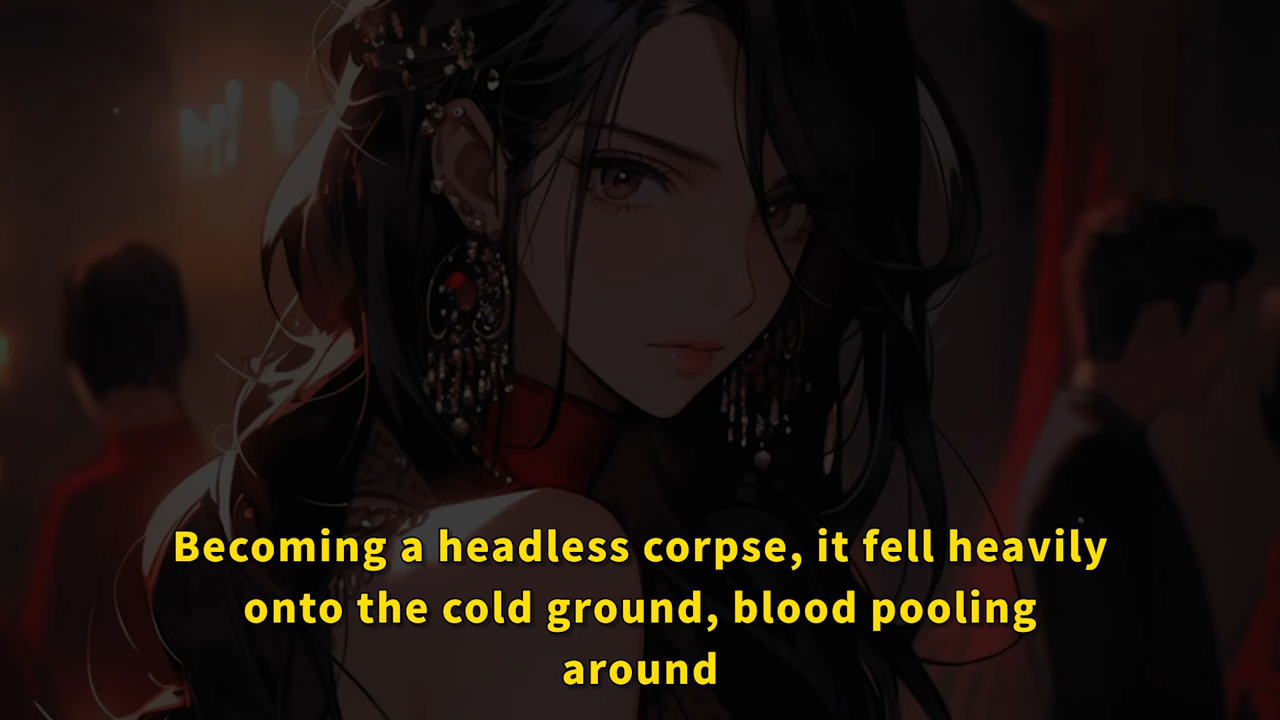 Becoming a headless corpse, it fell heavily
onto the cold ground, blood pooling
around